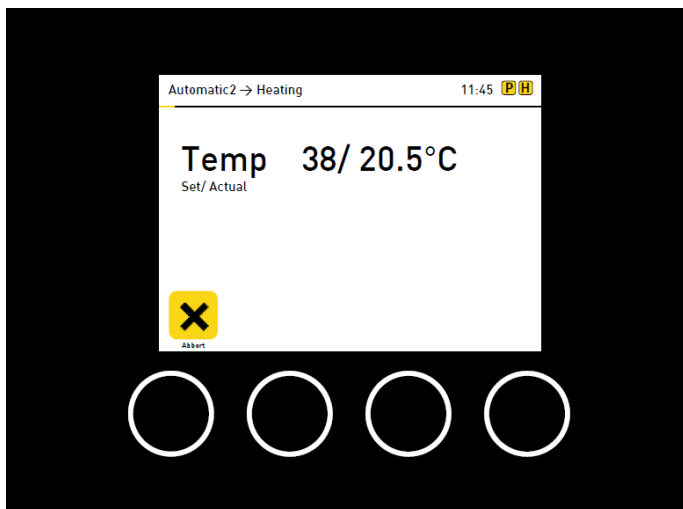 Automatic2 → Heating 11:45 P H
Temp 38/ 20.5°C
Set/ Actual
Abbort